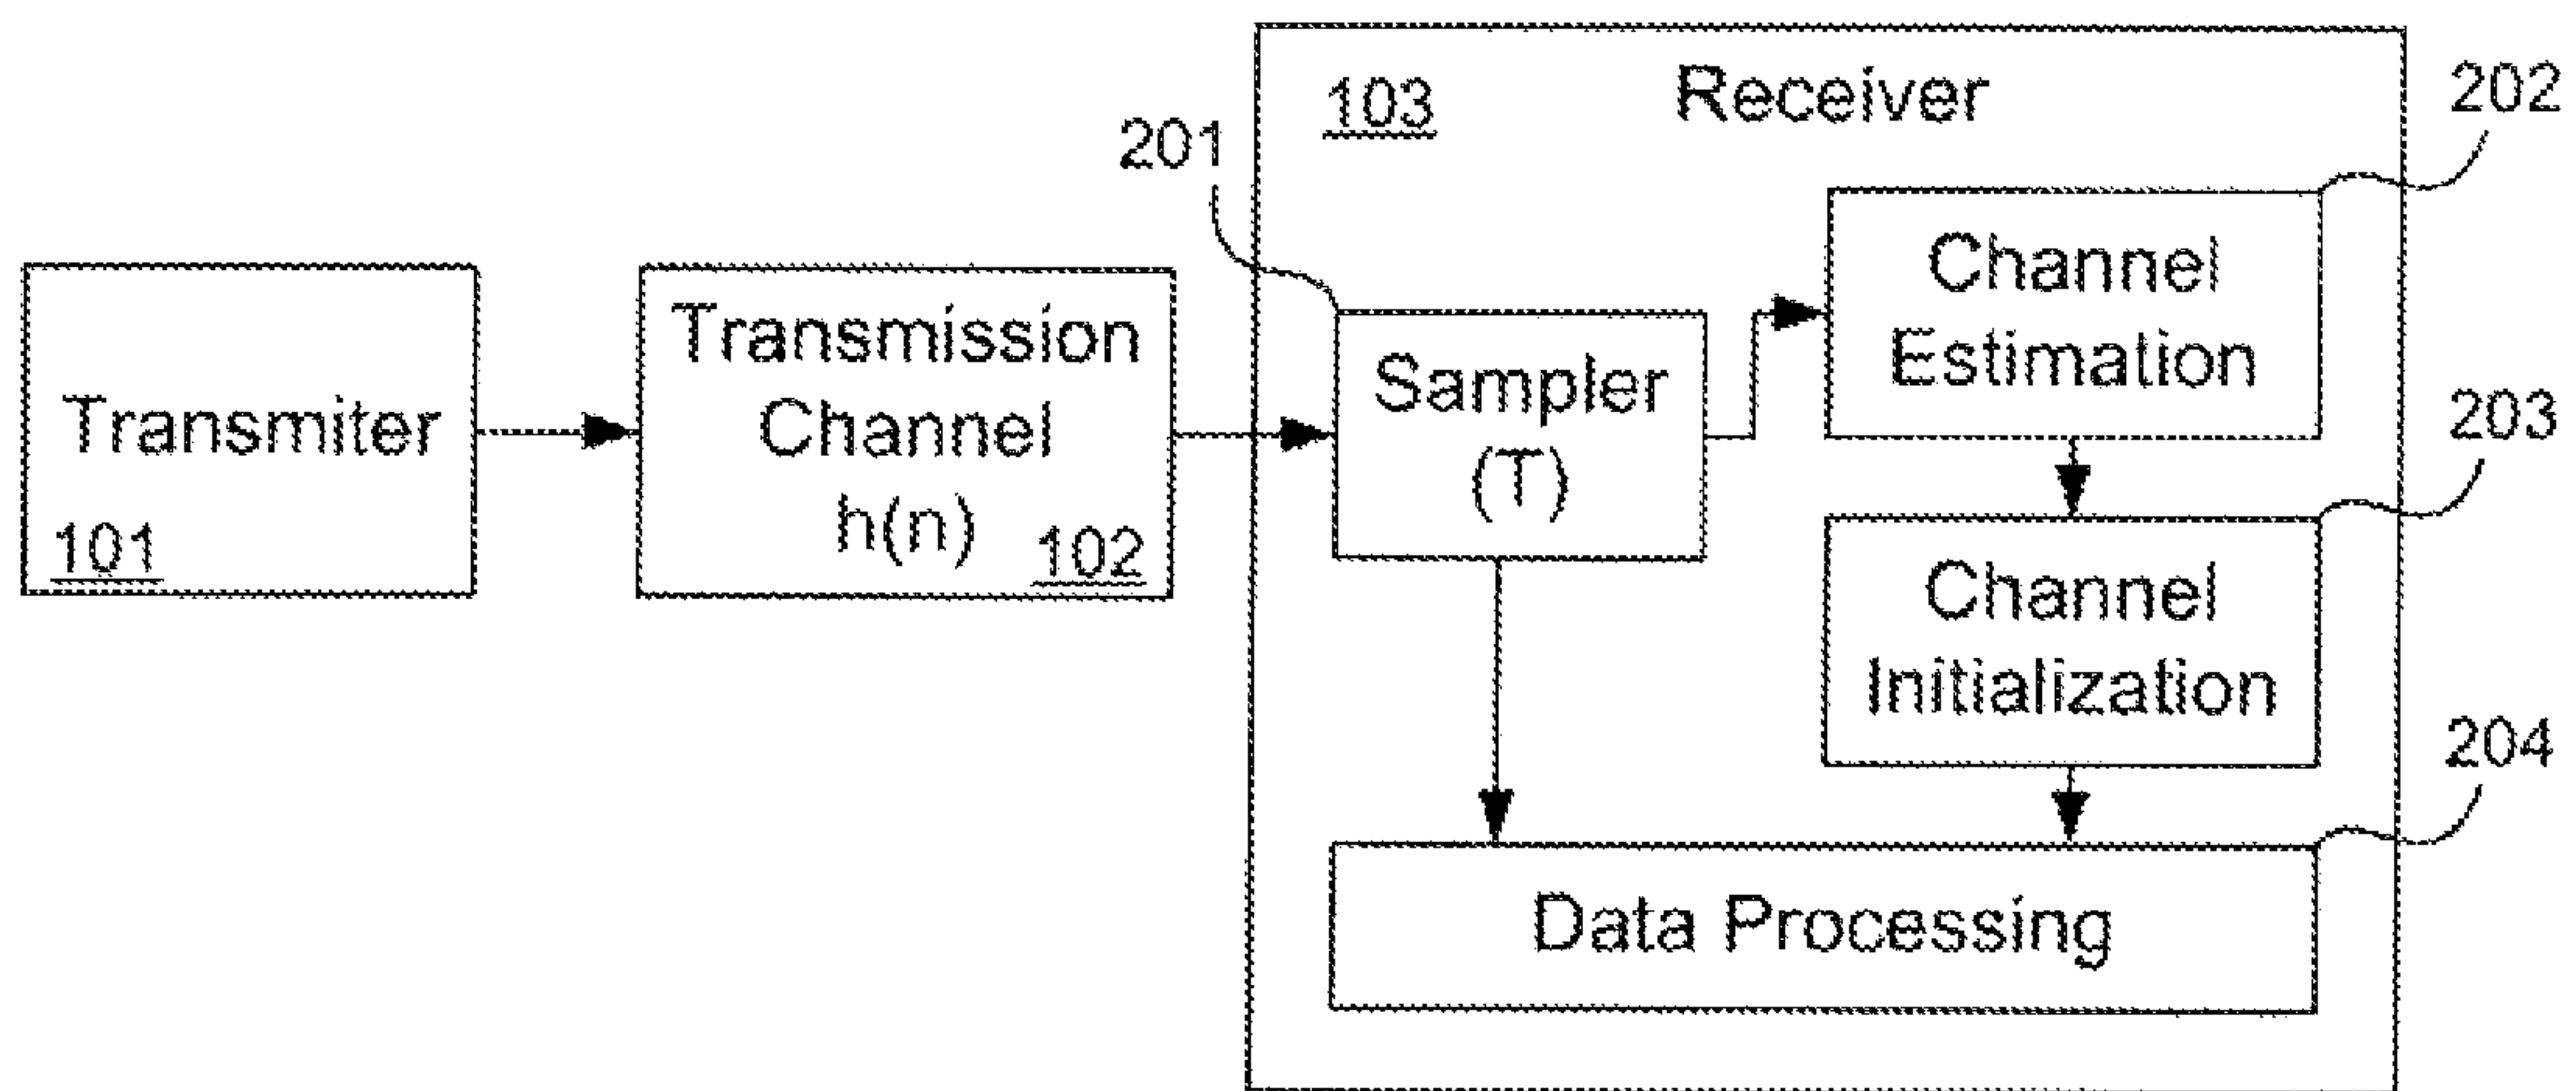 103
Receiver
202
201
Channel
Estimation
Transmission
Channel
h(n)
102
Transmiter
101
Sampler
(T)
203
Channel
Initialization
204
Data Processing